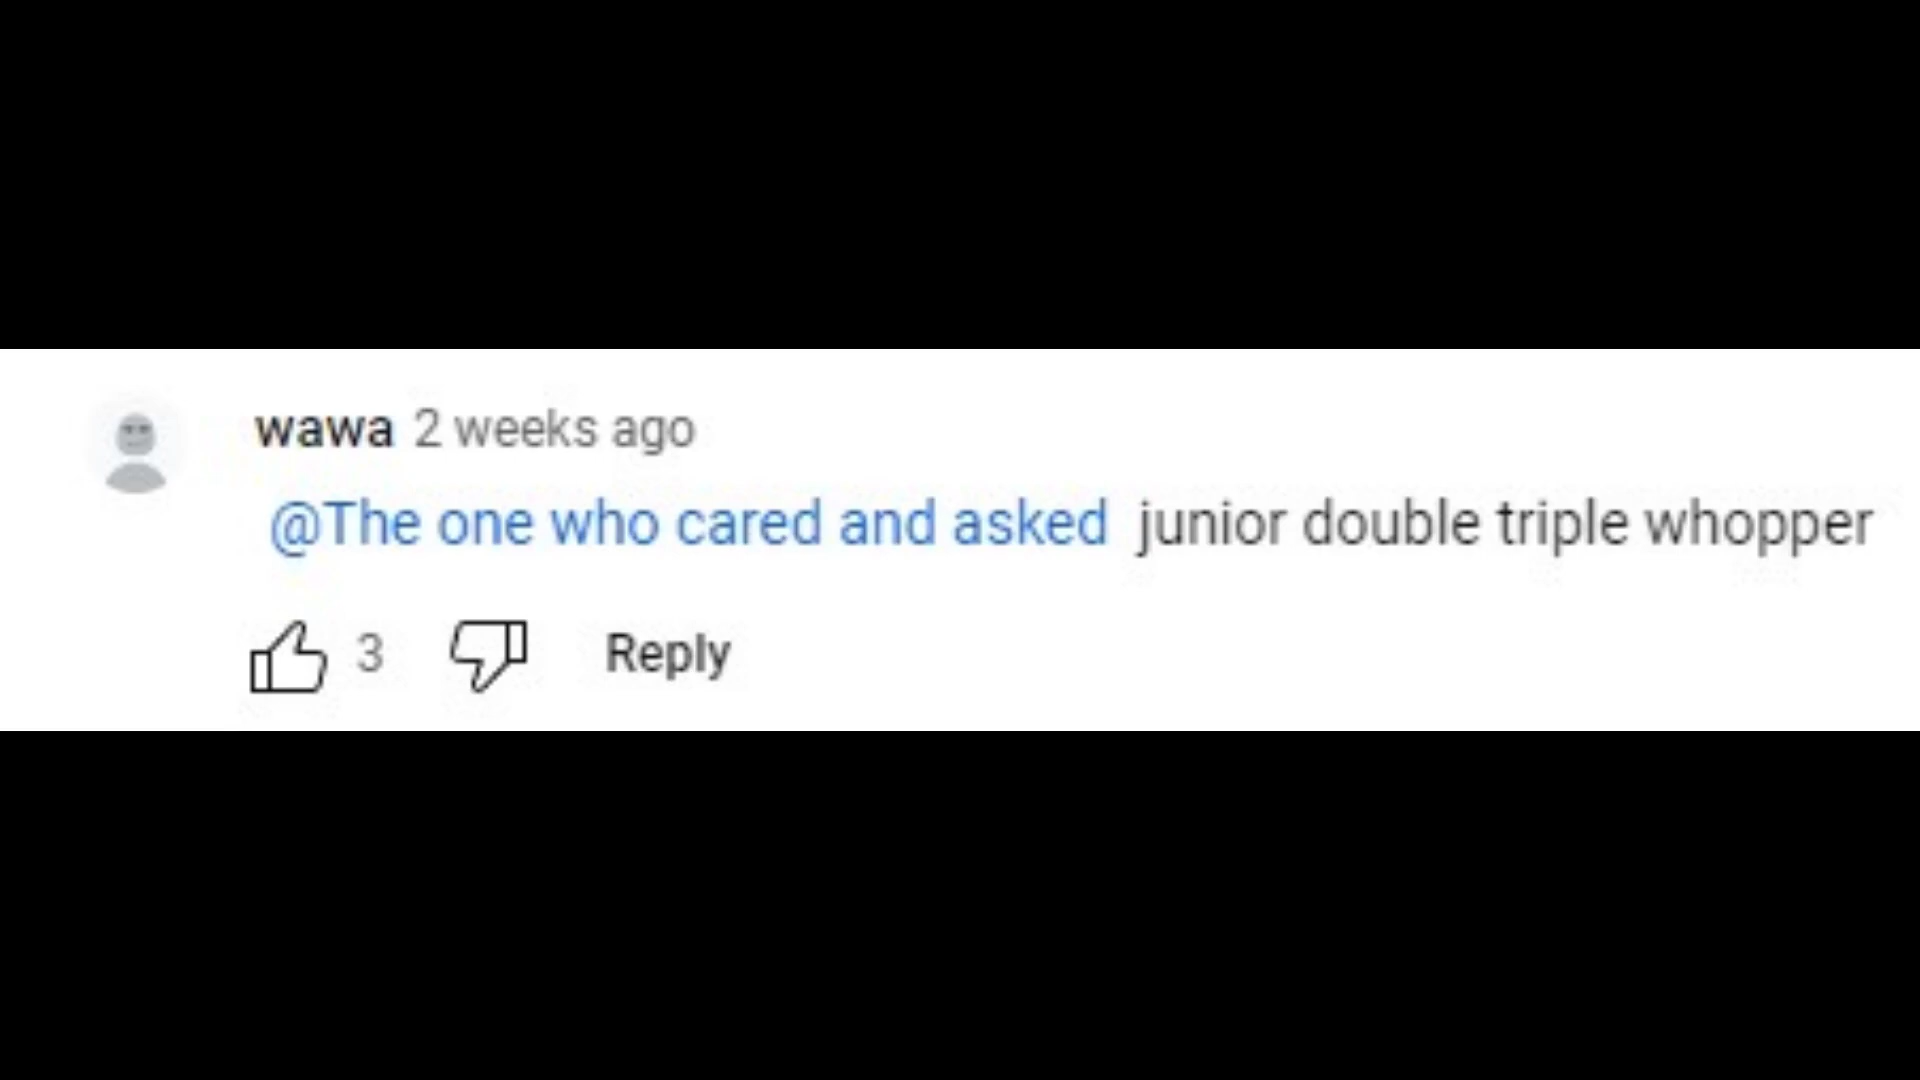 wawa 2 weeks ago
@The one who cared and asked junior double triple whopper
3 Reply